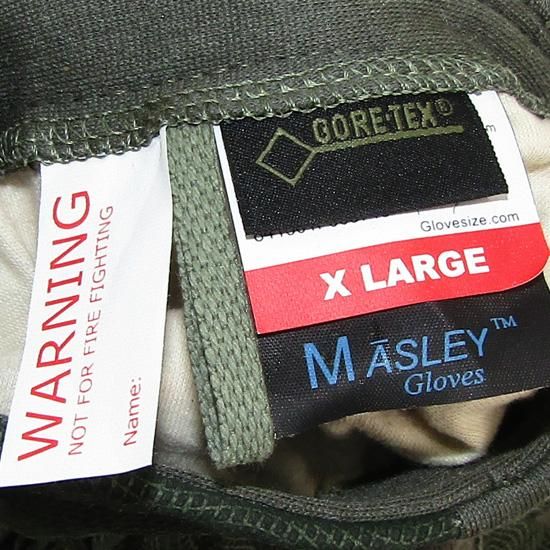 WARNING
NOT FOR FIRE FIGHTING
Name:
GORE-TEX®
Glovesize.com
X LARGE
MASLEY™
Gloves